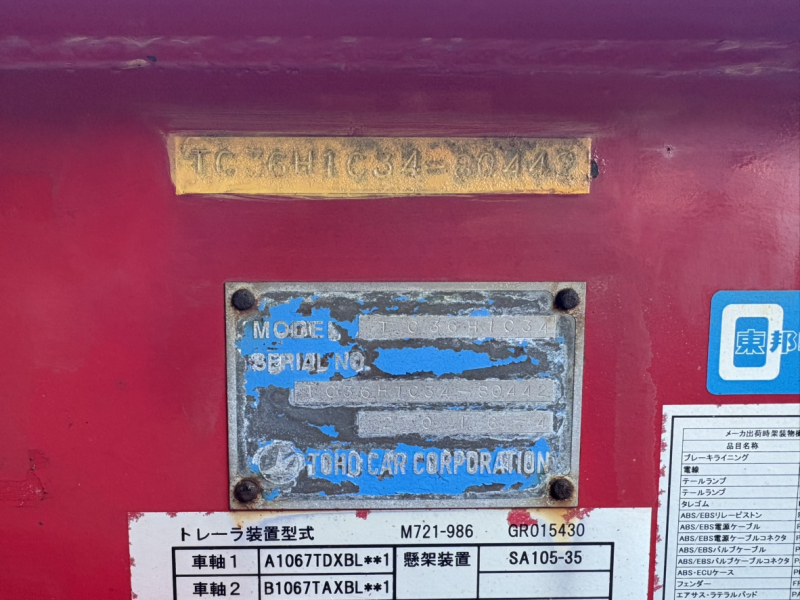 TC36H1C34-80442
MODEL TC36H1C34
SERIAL NO.
TC36H1C34-80442
TOHO CAR CORPORATION
東邦
トレーラ装置型式 M721-986 GR015430
車軸1 A1067TDXBL**1 懸架装置 SA105-35
車軸2 B1067TAXBL**1
メーカ出荷時架装物
品目名称
ブレーキライニング
電線
テールランプ
テールランプ
タレゴム
ABS/EBSリレーピストン
ABS/EBS電源ケーブル
ABS/EBS電源ケーブルコネクタ
ABS/EBSバルブケーブル
ABS/EBSバルブケーブルコネクタ
ABS・ECUケース
フェンダー
エアサス・ラテラルパッド